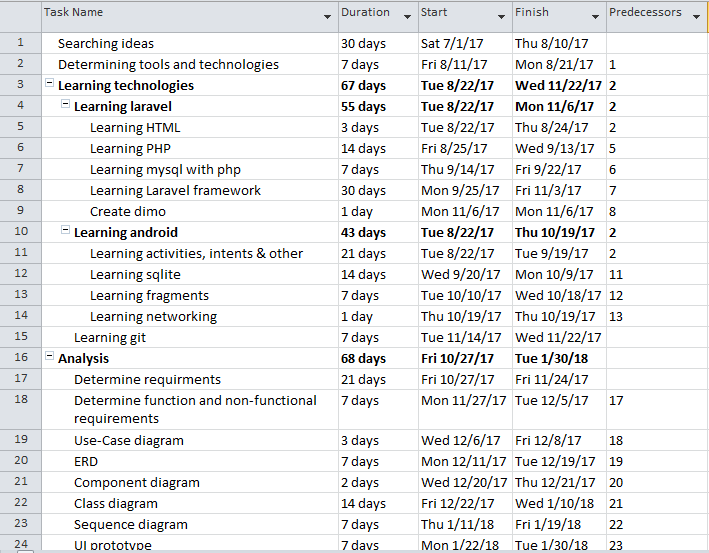 Task Name Duration Start Finish Predecessors
1 Searching ideas 30 days Sat 7/1/17 Thu 8/10/17
2 Determining tools and technologies 7 days Fri 8/11/17 Mon 8/21/17 1
3 Learning technologies 67 days Tue 8/22/17 Wed 11/22/17 2
4 Learning laravel 55 days Tue 8/22/17 Mon 11/6/17 2
5 Learning HTML 3 days Tue 8/22/17 Thu 8/24/17 2
6 Learning PHP 14 days Fri 8/25/17 Wed 9/13/17 5
7 Learning mysql with php 7 days Thu 9/14/17 Fri 9/22/17 6
8 Learning Laravel framework 30 days Mon 9/25/17 Fri 11/3/17 7
9 Create dimo 1 day Mon 11/6/17 Mon 11/6/17 8
10 Learning android 43 days Tue 8/22/17 Thu 10/19/17 2
11 Learning activities, intents & other 21 days Tue 8/22/17 Tue 9/19/17 2
12 Learning sqlite 14 days Wed 9/20/17 Mon 10/9/17 11
13 Learning fragments 7 days Tue 10/10/17 Wed 10/18/17 12
14 Learning networking 1 day Thu 10/19/17 Thu 10/19/17 13
15 Learning git 7 days Tue 11/14/17 Wed 11/22/17
16 Analysis 68 days Fri 10/27/17 Tue 1/30/18
17 Determine requirments 21 days Fri 10/27/17 Fri 11/24/17
18 Determine function and non-functional 7 days Mon 11/27/17 Tue 12/5/17 17
requirements
19 Use-Case diagram 3 days Wed 12/6/17 Fri 12/8/17 18
20 ERD 7 days Mon 12/11/17 Tue 12/19/17 19
21 Component diagram 2 days Wed 12/20/17 Thu 12/21/17 20
22 Class diagram 14 days Fri 12/22/17 Wed 1/10/18 21
23 Sequence diagram 7 days Thu 1/11/18 Fri 1/19/18 22
24 UI prototype 7 days Mon 1/22/18 Tue 1/30/18 23